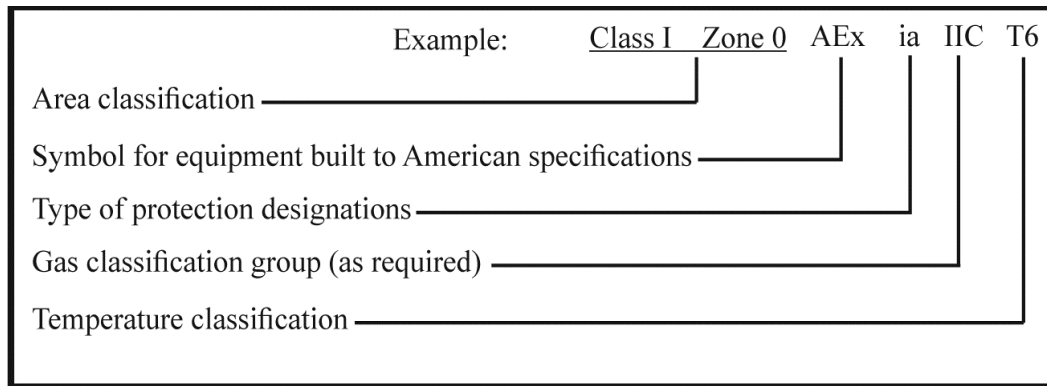 Example: Class I Zone 0 AEx ia IIC T6
Area classification
Symbol for equipment built to American specifications
Type of protection designations
Gas classification group (as required)
Temperature classification